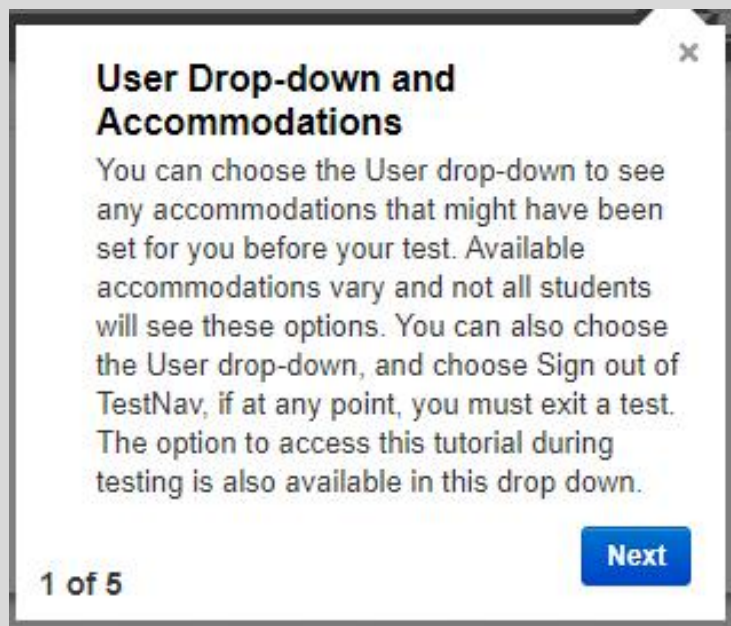 User Drop-down and
Accommodations
You can choose the User drop-down to see
any accommodations that might have been
set for you before your test. Available
accommodations vary and not all students
will see these options. You can also choose
the User drop-down, and choose Sign out of
TestNav, if at any point, you must exit a test.
The option to access this tutorial during
testing is also available in this drop down.
Next
1 of 5